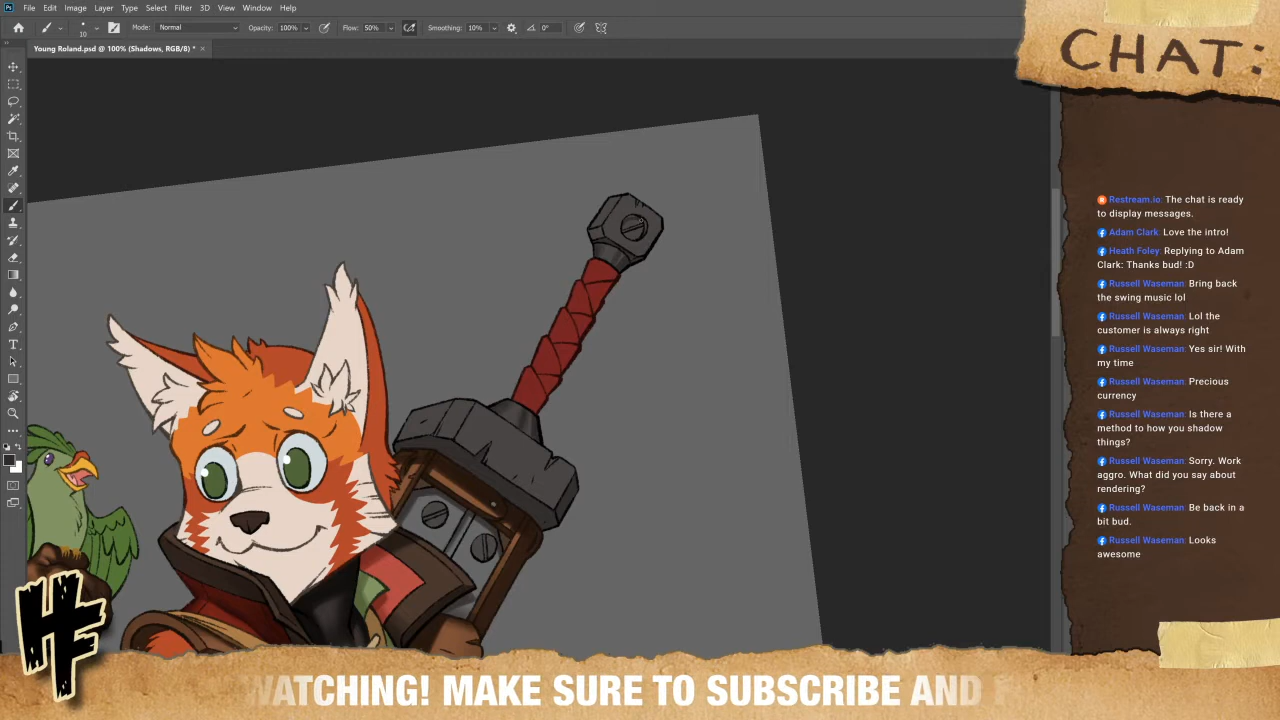 File Edit Image Layer Type Select Filter 3D View Window Help
10 Mode: Normal Opacity: 100% Flow: 50% Smoothing: 10% 0°
Young Roland.psd @ 100% (Shadows, RGB/8) *
CHAT:
Restream.io: The chat is ready
to display messages.
Adam Clark: Love the intro!
Heath Foley: Replying to Adam
Clark: Thanks bud! :D
Russell Waseman: Bring back
the swing music lol
Russell Waseman: Lol the
customer is always right
Russell Waseman: Yes sir! With
my time
Russell Waseman: Precious
currency
Russell Waseman: Is there a
method to how you shadow
things?
Russell Waseman: Sorry. Work
aggro. What did you say about
rendering?
Russell Waseman: Be back in a
bit bud.
Russell Waseman: Looks
awesome
HF
WATCHING! MAKE SURE TO SUBSCRIBE AND